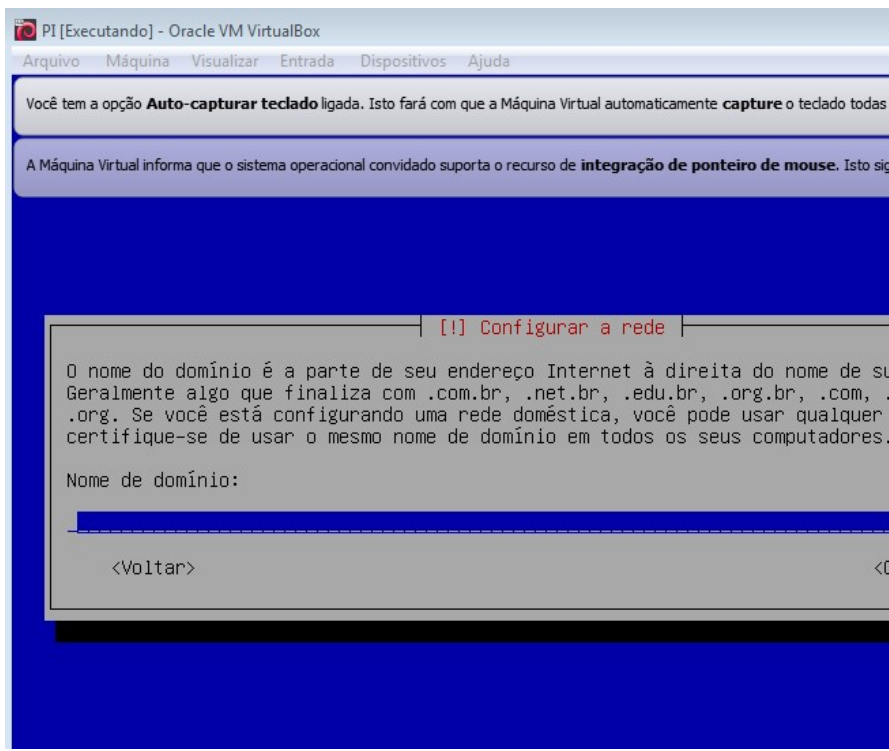 PI [Executando] - Oracle VM VirtualBox
Arquivo Máquina Visualizar Entrada Dispositivos Ajuda
Você tem a opção Auto-capturar teclado ligada. Isto fará com que a Máquina Virtual automaticamente capture o teclado todas
A Máquina Virtual informa que o sistema operacional convidado suporta o recurso de integração de ponteiro de mouse. Isto
[!] Configurar a rede
O nome do domínio é a parte de seu endereço Internet à direita do nome de
Geralmente algo que finaliza com .com.br, .net.br, .edu.br, .org.br, .com, .
.org. Se você está configurando uma rede doméstica, você pode usar qualquer
certifique-se de usar o mesmo nome de domínio em todos os seus computadores.
Nome de domínio:
<Voltar>